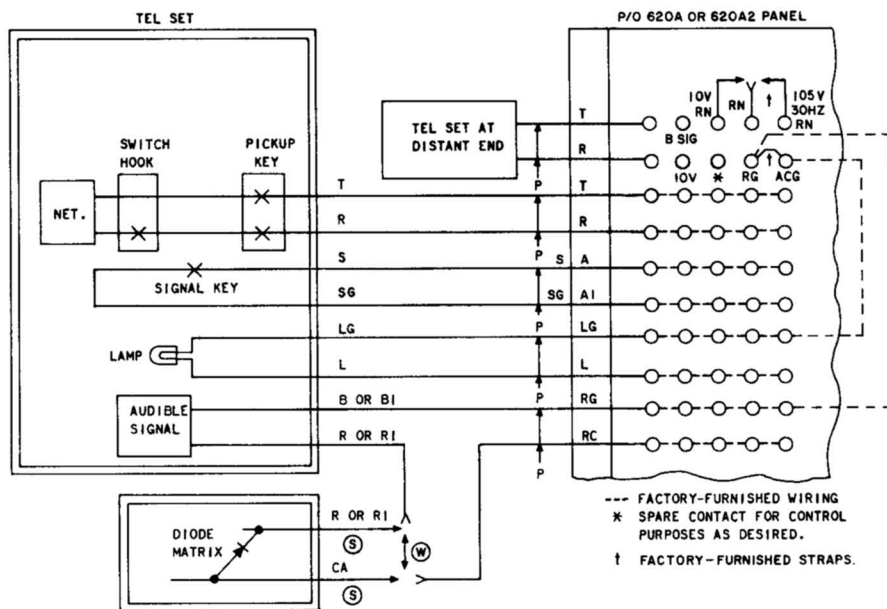 TEL SET
P/O 620A OR 620A2 PANEL
10V
RN
RN
†
105V
30HZ
RN
TEL SET AT
DISTANT END
T
R
B SIG
10V
*
RG
†
ACG
SWITCH
HOOK
PICKUP
KEY
NET.
T
P
T
R
R
S
P
S
A
SIGNAL KEY
SG
SG
A1
LG
P
LG
LAMP
L
P
L
AUDIBLE
SIGNAL
B OR B1
P
RG
R OR R1
RC
P
DIODE
MATRIX
R OR R1
S
W
CA
S
--- FACTORY-FURNISHED WIRING
* SPARE CONTACT FOR CONTROL
PURPOSES AS DESIRED.
† FACTORY-FURNISHED STRAPS.